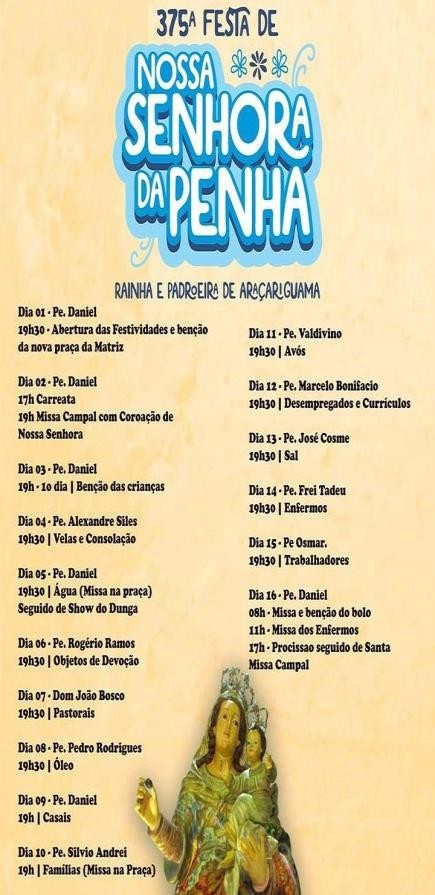 375ª FESTA DE
NOSSA
SENHORA
DA PENHA
RAINHA E PADROEIRA DE ARAÇARIGUAMA
Dia 01 - Pe. Daniel
19h30 - Abertura das Festividades e benção
da nova praça da Matriz
Dia 02 - Pe. Daniel
17h Carreata
19h Missa Campal com Coroação de
Nossa Senhora
Dia 03 - Pe. Daniel
19h - 1o dia | Benção das crianças
Dia 04 - Pe. Alexandre Siles
19h30 | Velas e Consolação
Dia 05 - Pe. Daniel
19h30 | Água (Missa na praça)
Seguido de Show do Dunga
Dia 06 - Pe. Rogério Ramos
19h30 | Objetos de Devoção
Dia 07 - Dom João Bosco
19h30 | Pastorais
Dia 08 - Pe. Pedro Rodrigues
19h30 | Óleo
Dia 09 - Pe. Daniel
19h | Casais
Dia 10 - Pe. Silvio Andrei
19h | Famílias (Missa na Praça)
Dia 11 - Pe. Valdivino
19h30 | Avós
Dia 12 - Pe. Marcelo Bonifacio
19h30 | Desempregados e Currículos
Dia 13 - Pe. José Cosme
19h30 | Sal
Dia 14 - Pe. Frei Tadeu
19h30 | Enfermos
Dia 15 - Pe Osmar.
19h30 | Trabalhadores
Dia 16 - Pe. Daniel
08h - Missa e benção do bolo
11h - Missa dos Enfermos
17h - Procissao seguido de Santa
Missa Campal